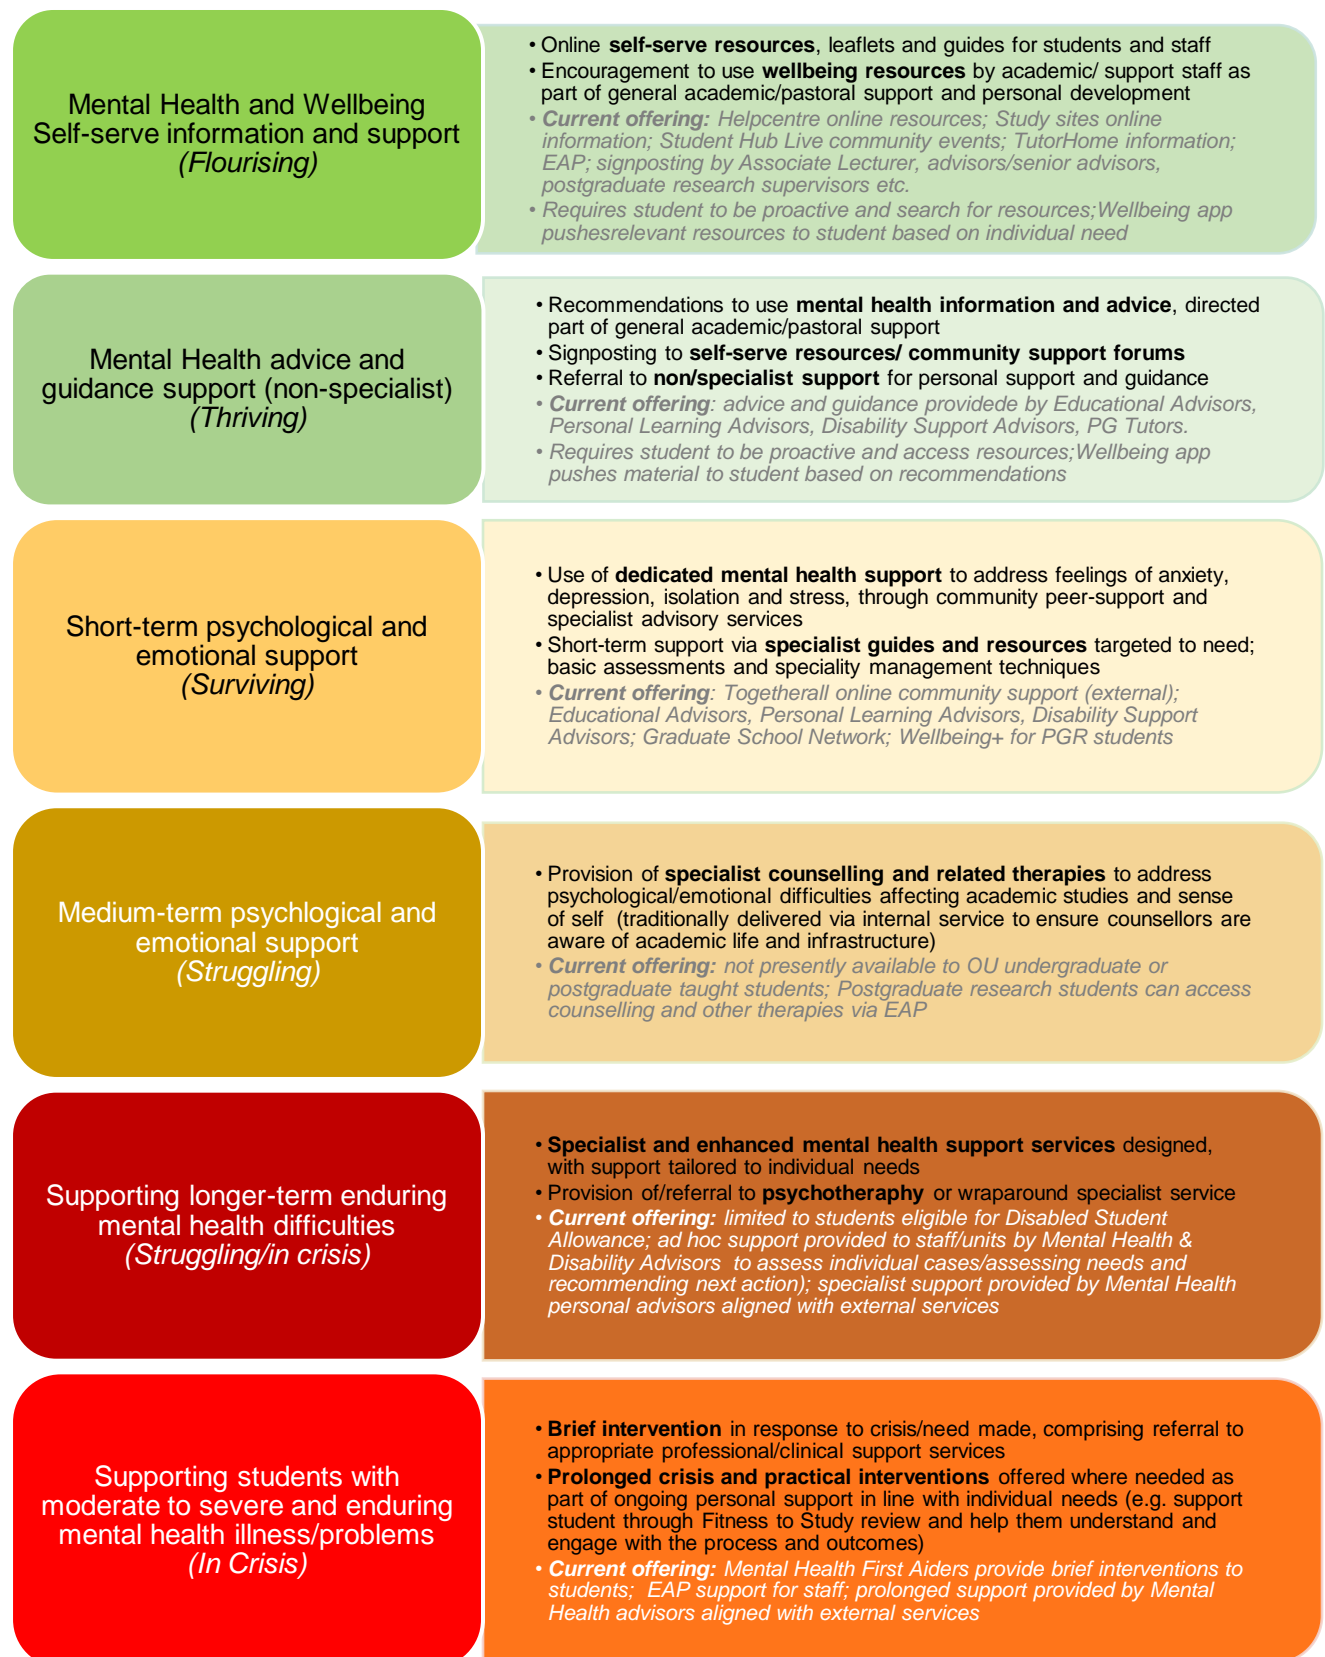 Mental Health and Wellbeing
Self-serve information and support
(Flourising)
• Online self-serve resources, leaflets and guides for students and staff
• Encouragement to use wellbeing resources by academic/ support staff as
part of general academic/pastoral support and personal development
• Current offering: Helpcentre online resources; Study sites online
information; Student Hub Live community events; TutorHome information;
EAP; signposting by Associate Lecturer, advisors/senior advisors,
postgraduate research supervisors etc.
• Requires student to be proactive and search for resources;Wellbeing app
pushesrelevant resources to student based on individual need
Mental Health advice and
guidance support (non-specialist)
(Thriving)
• Recommendations to use mental health information and advice, directed
part of general academic/pastoral support
• Signposting to self-serve resources/ community support forums
• Referral to non/specialist support for personal support and guidance
• Current offering: advice and guidance providede by Educational Advisors,
Personal Learning Advisors, Disability Support Advisors, PG Tutors.
• Requires student to be proactive and access resources;Wellbeing app
pushes material to student based on recommendations
Short-term psychological and
emotional support
(Surviving)
• Use of dedicated mental health support to address feelings of anxiety,
depression, isolation and stress, through community peer-support and
specialist advisory services
• Short-term support via specialist guides and resources targeted to need;
basic assessments and speciality management techniques
• Current offering: Togetherall online community support (external);
Educational Advisors, Personal Learning Advisors, Disability Support
Advisors; Graduate School Network; Wellbeing+ for PGR students
Medium-term psychlogical and
emotional support
(Struggling)
• Provision of specialist counselling and related therapies to address
psychological/emotional difficulties affecting academic studies and sense
of self (traditionally delivered via internal service to ensure counsellors are
aware of academic life and infrastructure)
• Current offering: not presently available to OU undergraduate or
postgraduate taught students; Postgraduate research students can access
counselling and other therapies via EAP
Supporting longer-term enduring
mental health difficulties
(Struggling/in crisis)
• Specialist and enhanced mental health support services designed,
with support tailored to individual needs
• Provision of/referral to psychotheraphy or wraparound specialist service
• Current offering: limited to students eligible for Disabled Student
Allowance; ad hoc support provided to staff/units by Mental Health &
Disability Advisors to assess individual cases/assessing needs and
recommending next action); specialist support provided by Mental Health
personal advisors aligned with external services
Supporting students with
moderate to severe and enduring
mental health illness/problems
(In Crisis)
• Brief intervention in response to crisis/need made, comprising referral to
appropriate professional/clinical support services
• Prolonged crisis and practical interventions offered where needed as
part of ongoing personal support in line with individual needs (e.g. support
student through Fitness to Study review and help them understand and
engage with the process and outcomes)
• Current offering: Mental Health First Aiders provide brief interventions to
students; EAP support for staff; prolonged support provided by Mental
Health advisors aligned with external services